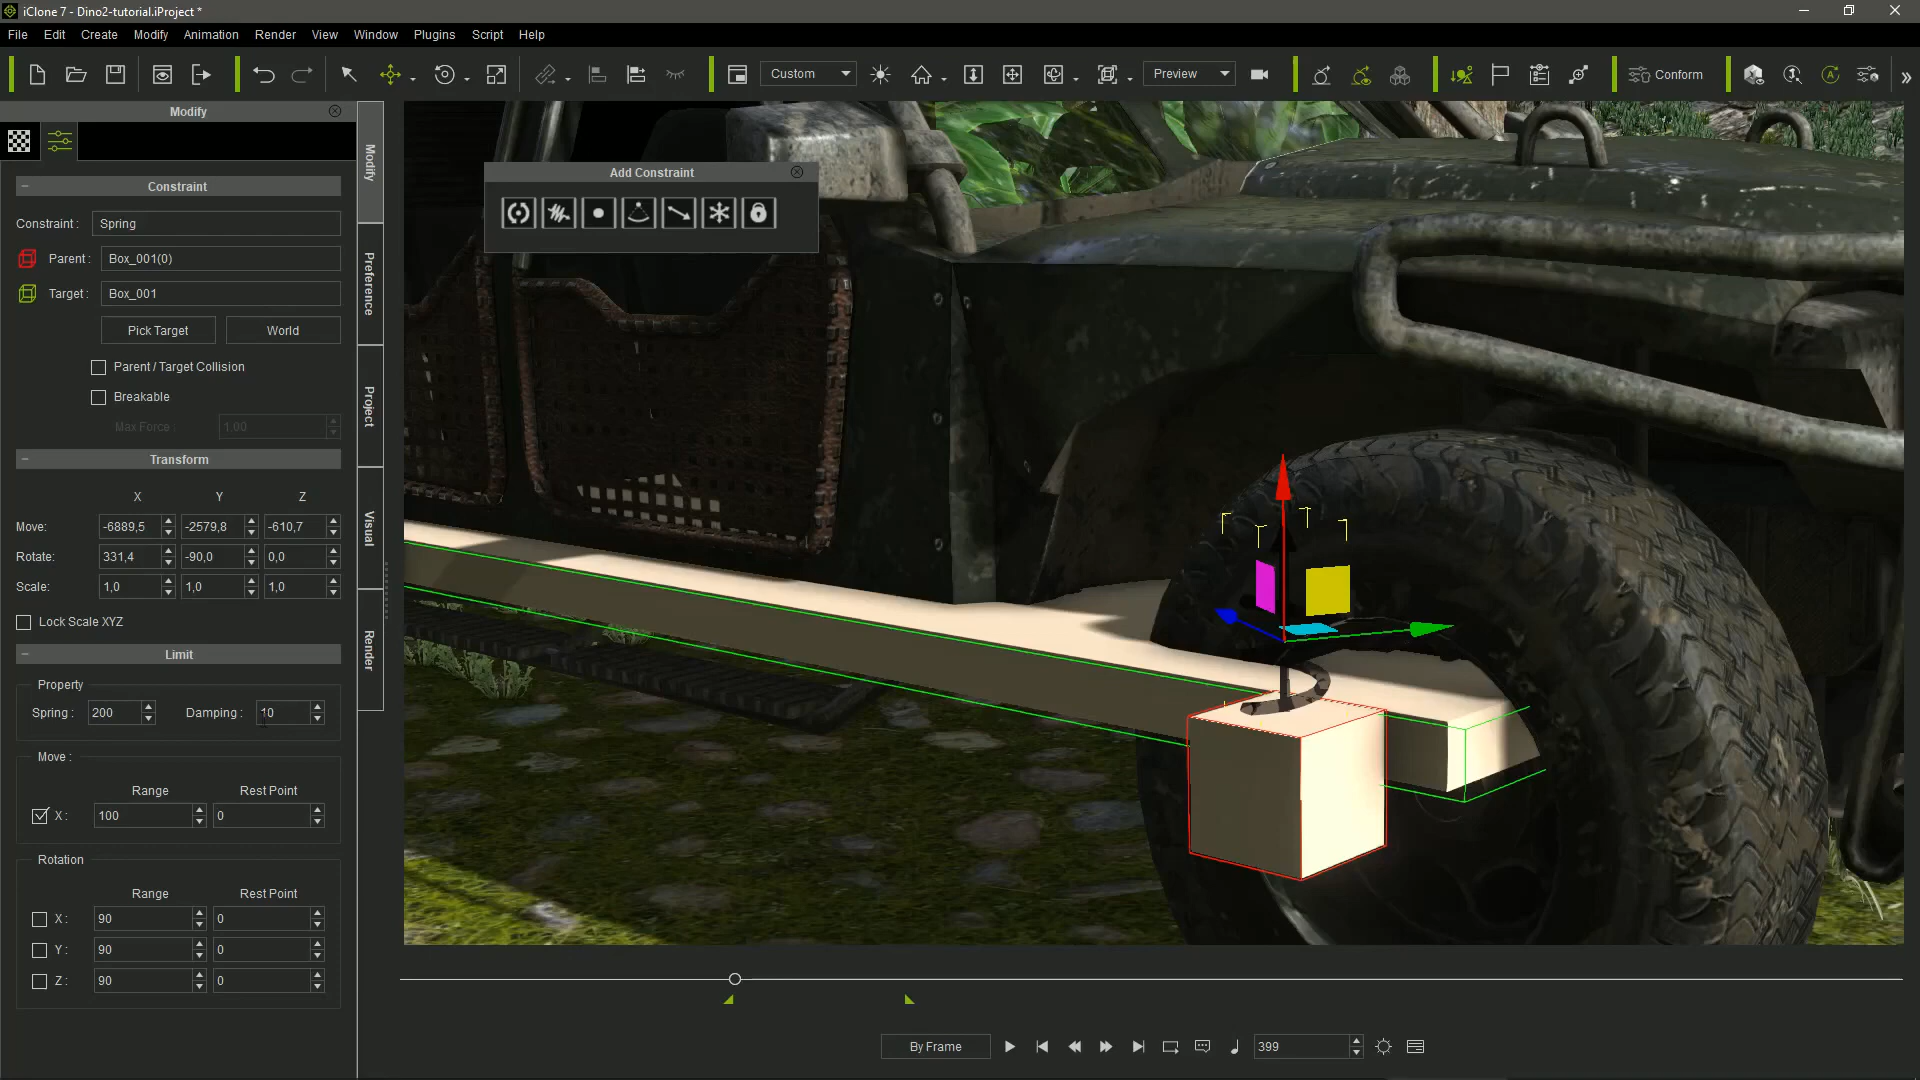 iClone 7 - Dino2-tutorial.iProject *
File Edit Create Modify Animation Render View Window Plugins Script Help
Custom Preview Conform
Modify
Modify
Preference
Project
Visual
Render
Constraint
Constraint : Spring
Parent : Box_001(0)
Target : Box_001
Pick Target World
Parent / Target Collision
Breakable
Max Force : 1,00
Transform
X Y Z
Move: -6889,5 -2579,8 -610,7
Rotate: 331,4 -90,0 0,0
Scale: 1,0 1,0 1,0
Lock Scale XYZ
Limit
Property
Spring : 200 Damping : 10
Move :
Range Rest Point
X : 100 0
Rotation
Range Rest Point
X : 90 0
Y : 90 0
Z : 90 0
Add Constraint
By Frame 399